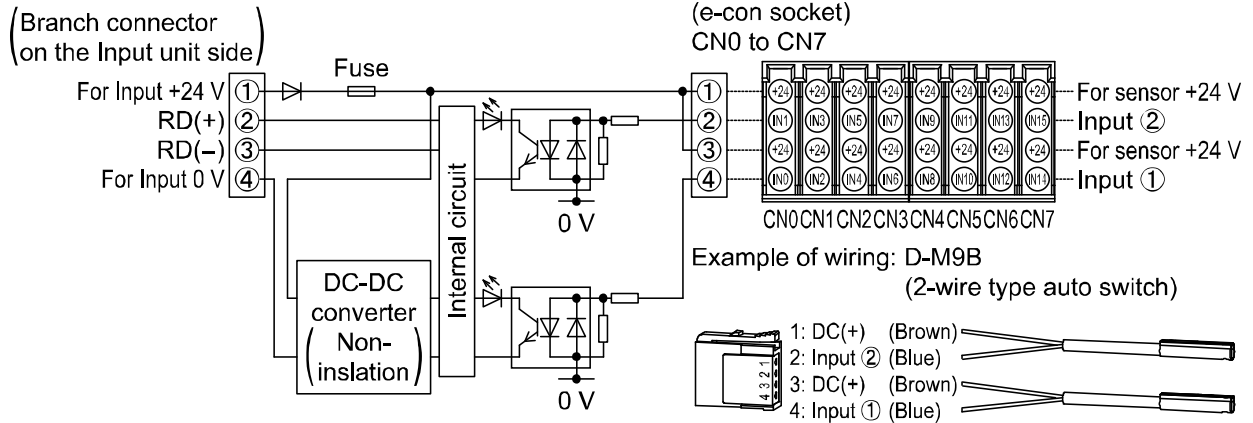 (Branch connector
on the Input unit side)
For Input +24 V ①
RD(+) ②
RD(−) ③
For Input 0 V ④
Fuse
Internal circuit
DC-DC
converter
(Non-
inslation)
0 V
0 V
(e-con socket)
CN0 to CN7
① +24 +24 +24 +24 +24 +24 +24 +24 For sensor +24 V
② IN1 IN3 IN5 IN7 IN9 IN11 IN13 IN15 Input ②
③ +24 +24 +24 +24 +24 +24 +24 +24 For sensor +24 V
④ IN0 IN2 IN4 IN6 IN8 IN10 IN12 IN14 Input ①
CN0 CN1 CN2 CN3 CN4 CN5 CN6 CN7
Example of wiring: D-M9B
(2-wire type auto switch)
4 3 2 1
1: DC(+) (Brown)
2: Input ② (Blue)
3: DC(+) (Brown)
4: Input ① (Blue)